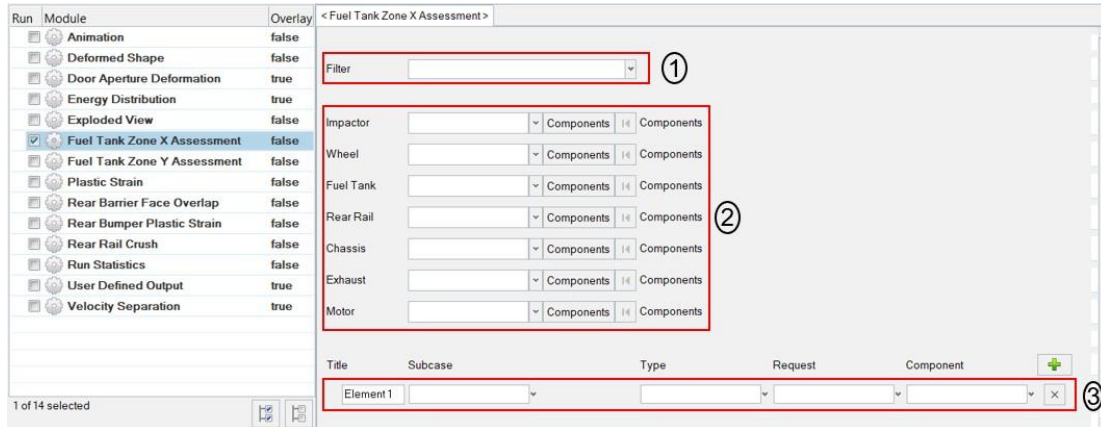 Run Module Overlay
Animation false
Deformed Shape false
Door Aperture Deformation true
Energy Distribution true
Exploded View false
Fuel Tank Zone X Assessment false
Fuel Tank Zone Y Assessment false
Plastic Strain false
Rear Barrier Face Overlap false
Rear Bumper Plastic Strain false
Rear Rail Crush false
Run Statistics false
User Defined Output true
Velocity Separation true
1 of 14 selected
<Fuel Tank Zone X Assessment>
Filter
①
Impactor Components Components
Wheel Components Components
Fuel Tank Components Components
Rear Rail Components Components
②
Chassis Components Components
Exhaust Components Components
Motor Components Components
Title Subcase Type Request Component
Element 1
③